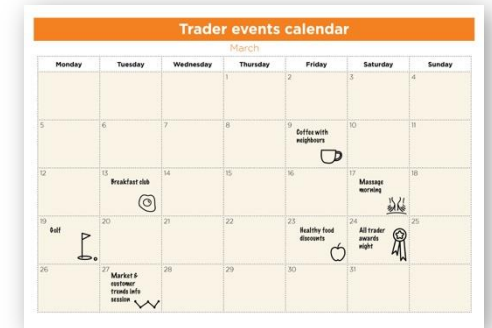 Trader events calendar
March
Monday Tuesday Wednesday Thursday Friday Saturday Sunday
1 2 3 4
5 6 7 8 9 10 11
Coffee with
neighbours
12 13 14 15 16 17 18
Breakfast club
Massage
morning
19 20 21 22 23 24 25
Golf
Healthy food
discounts
All trader
awards
night
26 27 28 29 30 31
Market &
customer
trends info
session